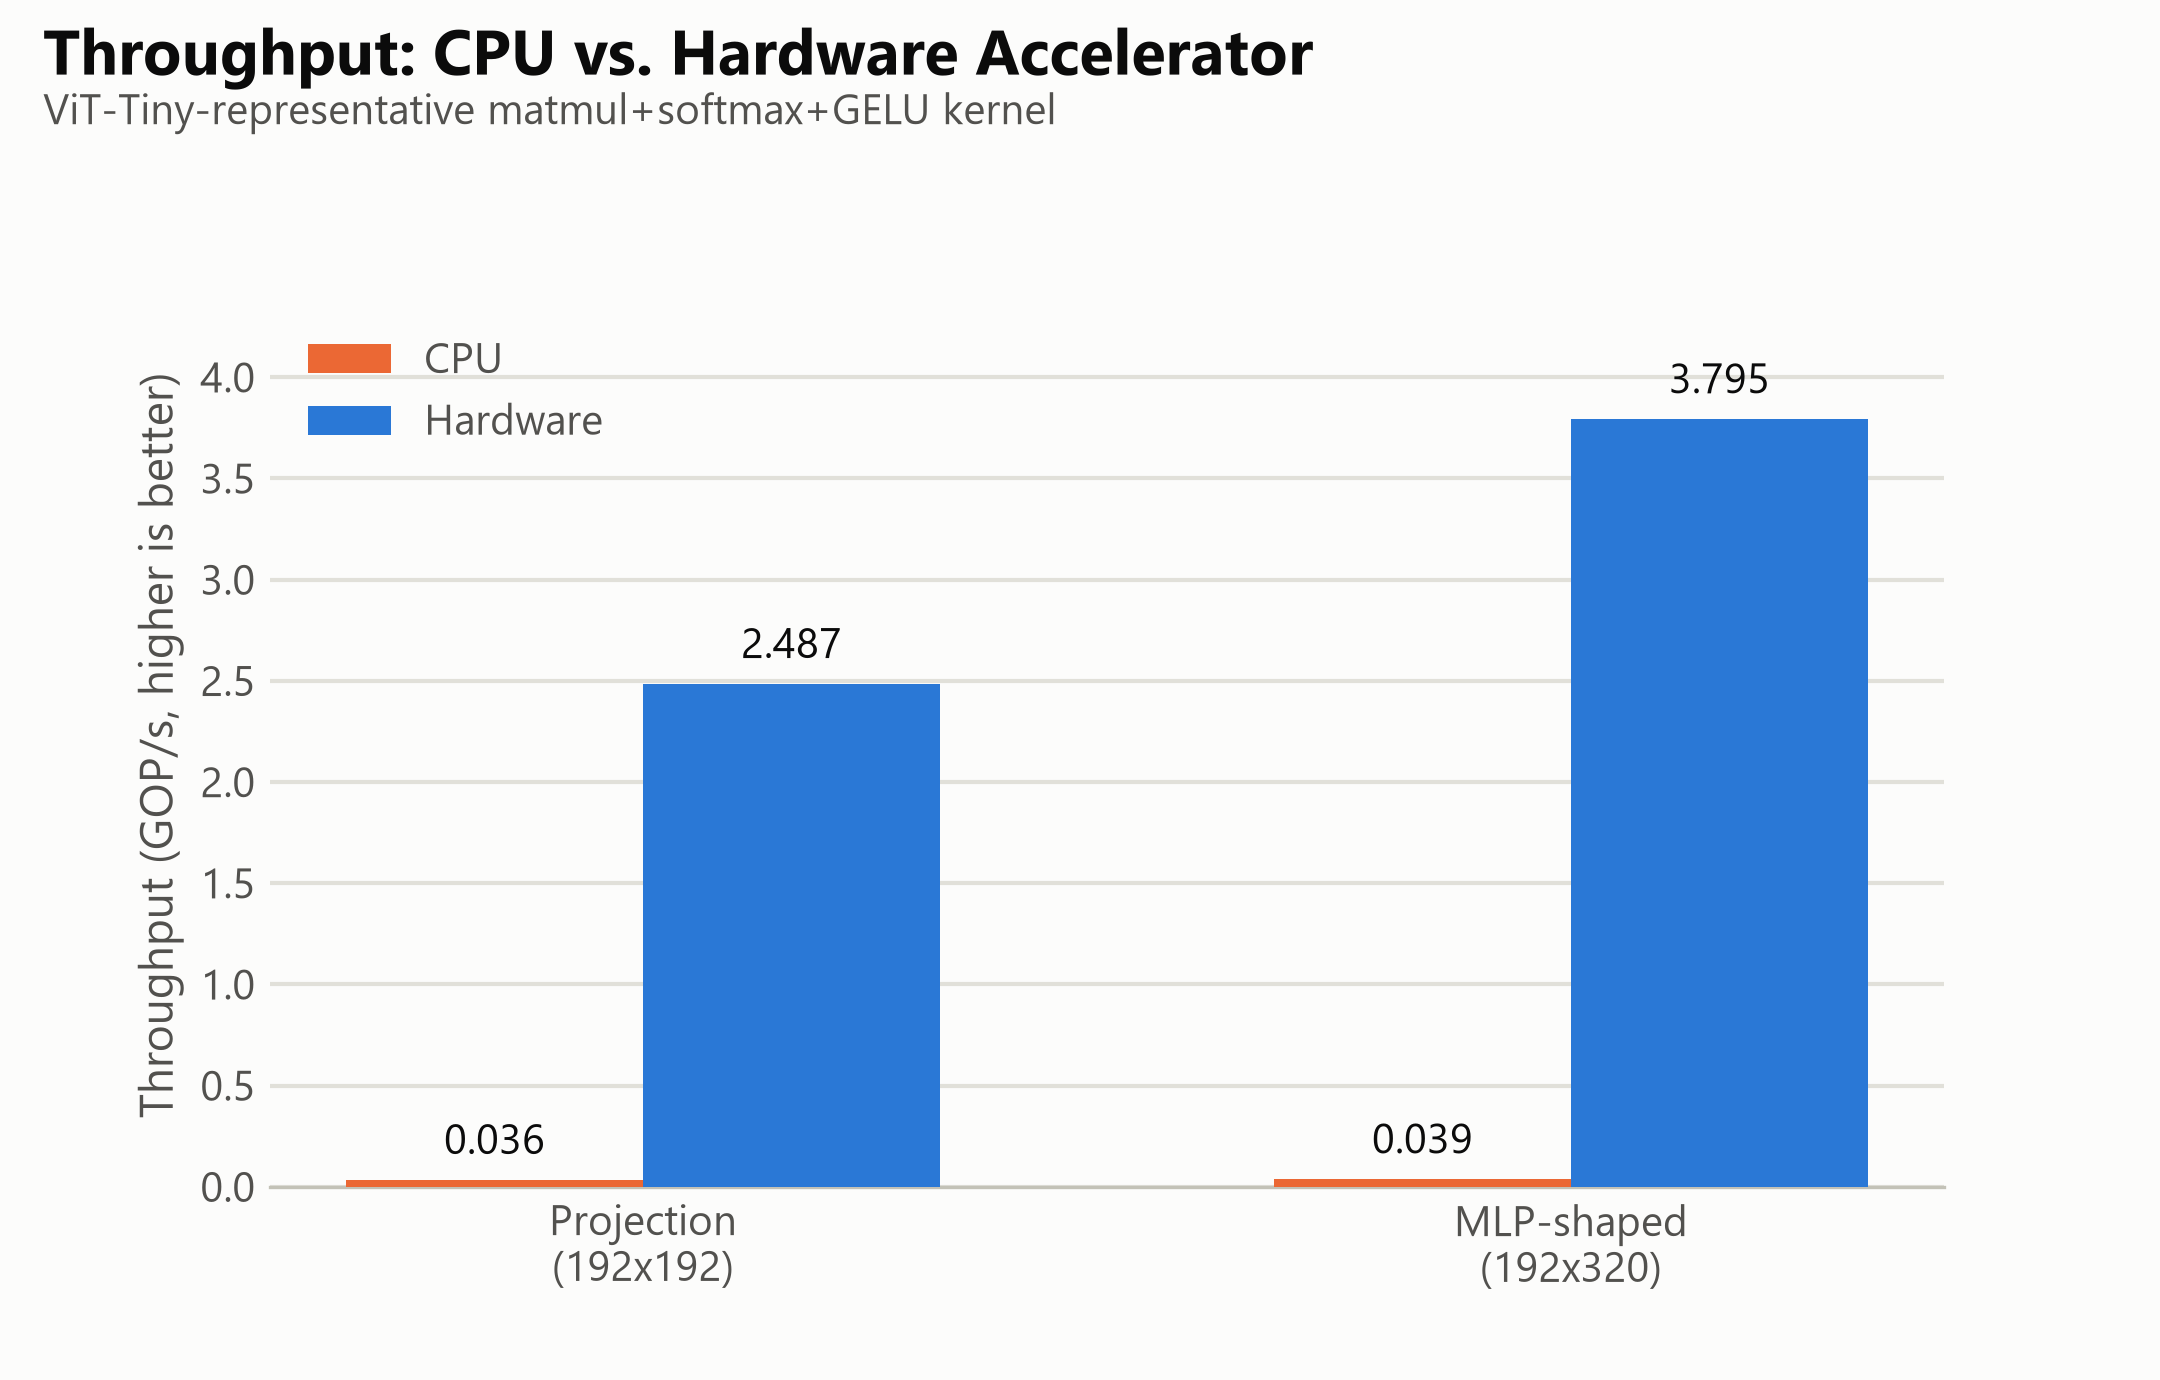 Throughput: CPU vs. Hardware Accelerator
ViT-Tiny-representative matmul+softmax+GELU kernel
CPU
Hardware
Throughput (GOP/s, higher is better)
4.0
3.5
3.0
2.5
2.0
1.5
1.0
0.5
0.0
0.036
2.487
0.039
3.795
Projection
(192x192)
MLP-shaped
(192x320)